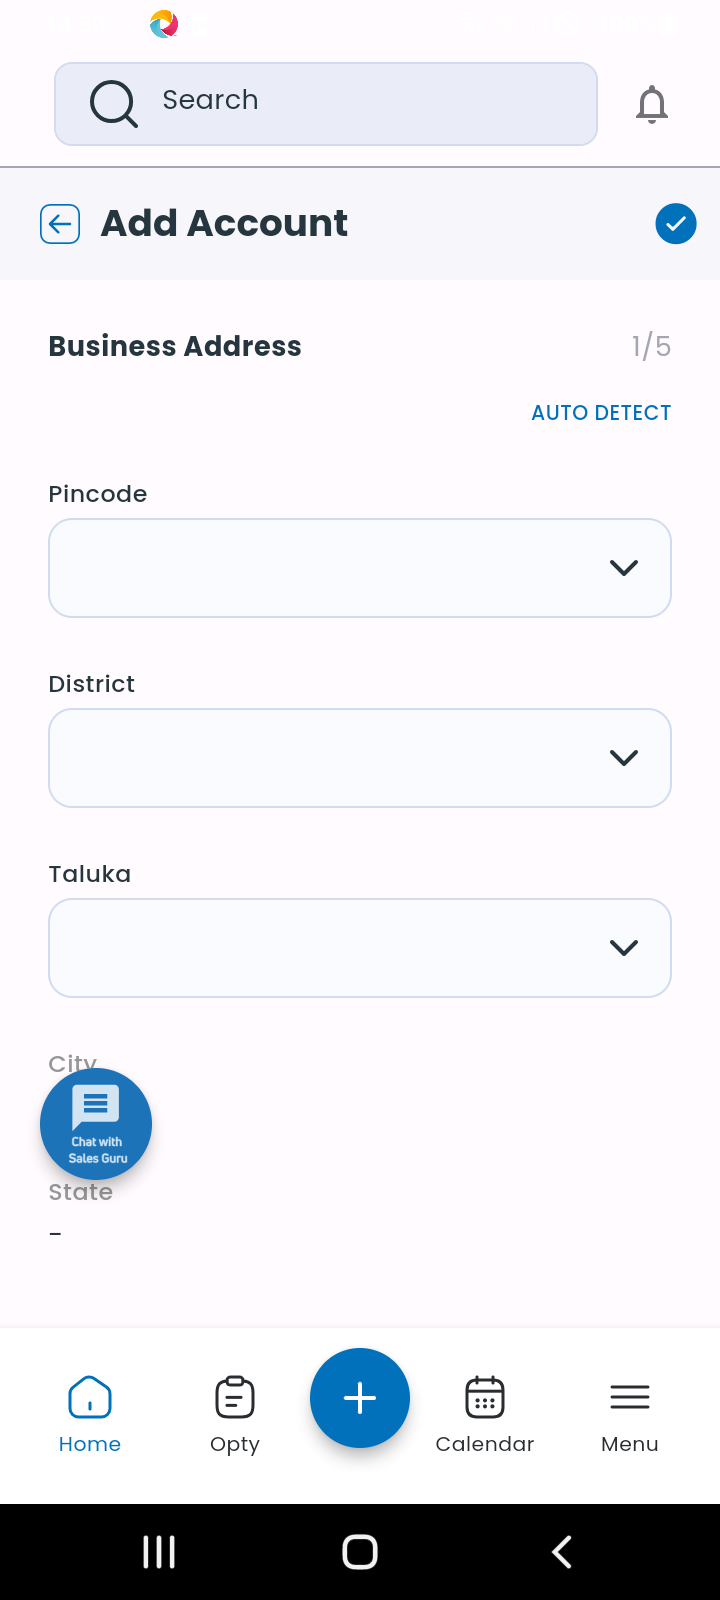 Search
Add Account
Business Address 1/5
AUTO DETECT
Pincode
District
Taluka
City
Chat with
Sales Guru
State
-
Home Opty Calendar Menu